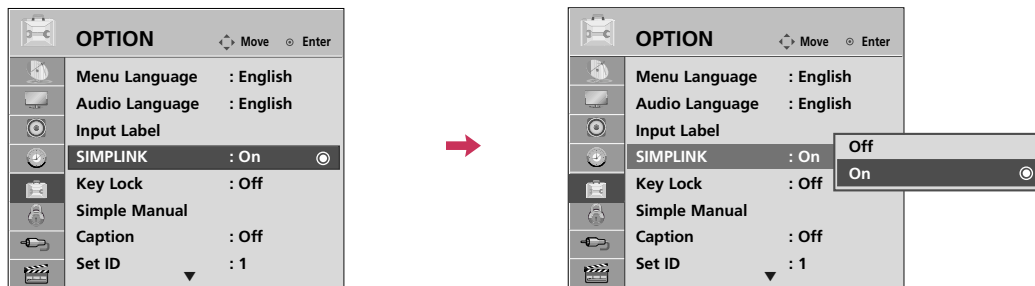 OPTION Move Enter
Menu Language : English
Audio Language : English
Input Label
SIMPLINK : On
Key Lock : Off
Simple Manual
Caption : Off
Set ID : 1
OPTION Move Enter
Menu Language : English
Audio Language : English
Input Label
SIMPLINK : On
Key Lock : Off
Simple Manual
Caption : Off
Set ID : 1
Off
On